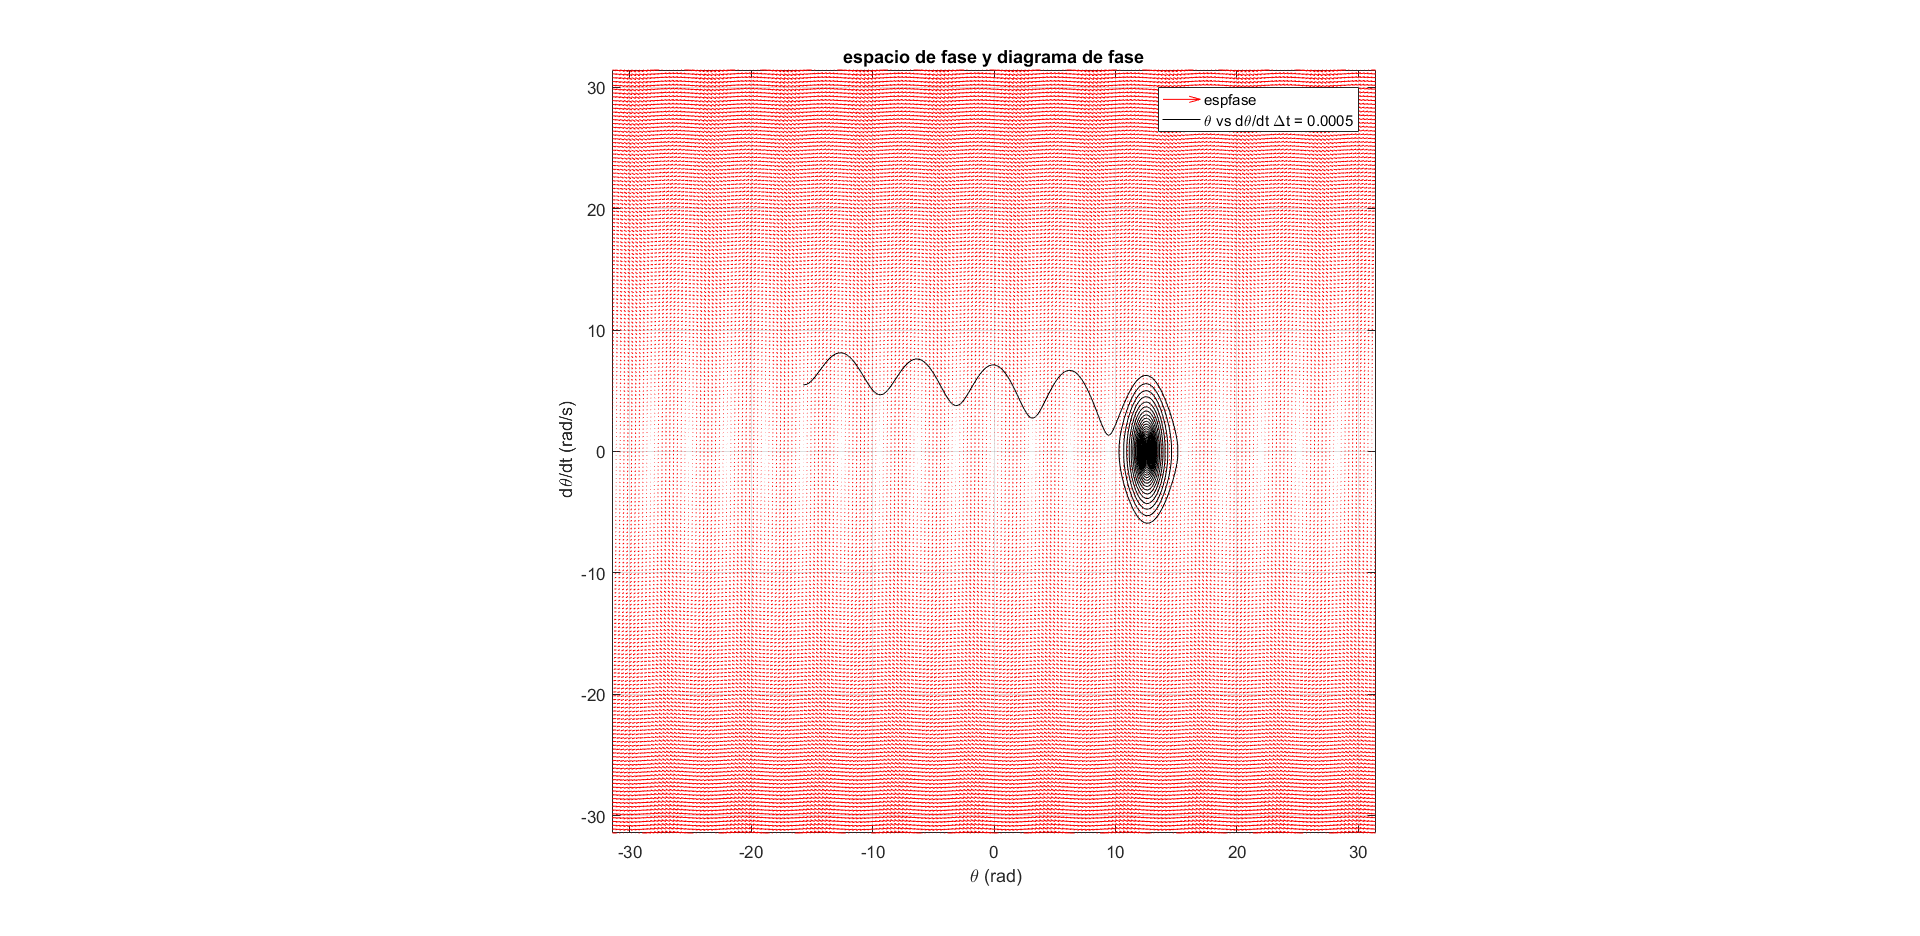 espacio de fase y diagrama de fase
espfase
θ vs dθ/dt Δt = 0.0005
dθ/dt (rad/s)
30
20
10
0
-10
-20
-30
-30 -20 -10 0 10 20 30
θ (rad)